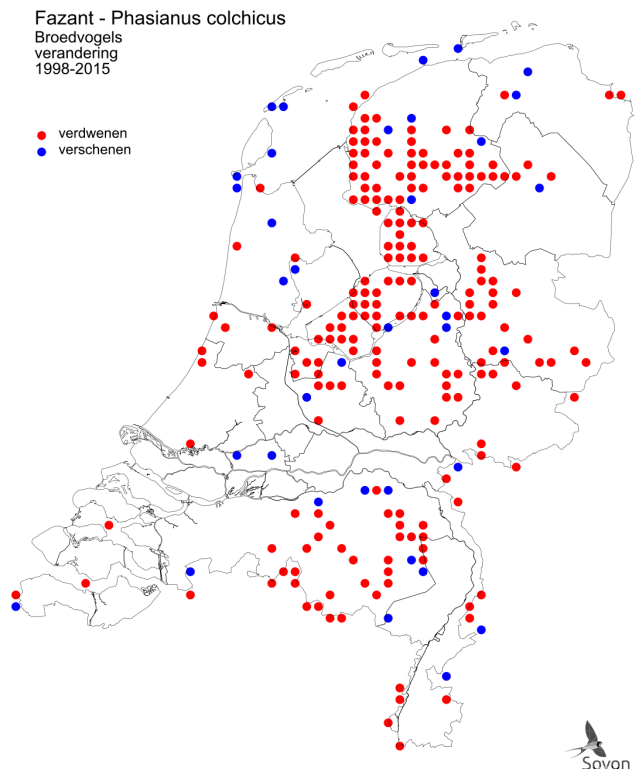 Fazant - Phasianus colchicus
Broedvogels
verandering
1998-2015
verdwenen
verschenen
Sovon